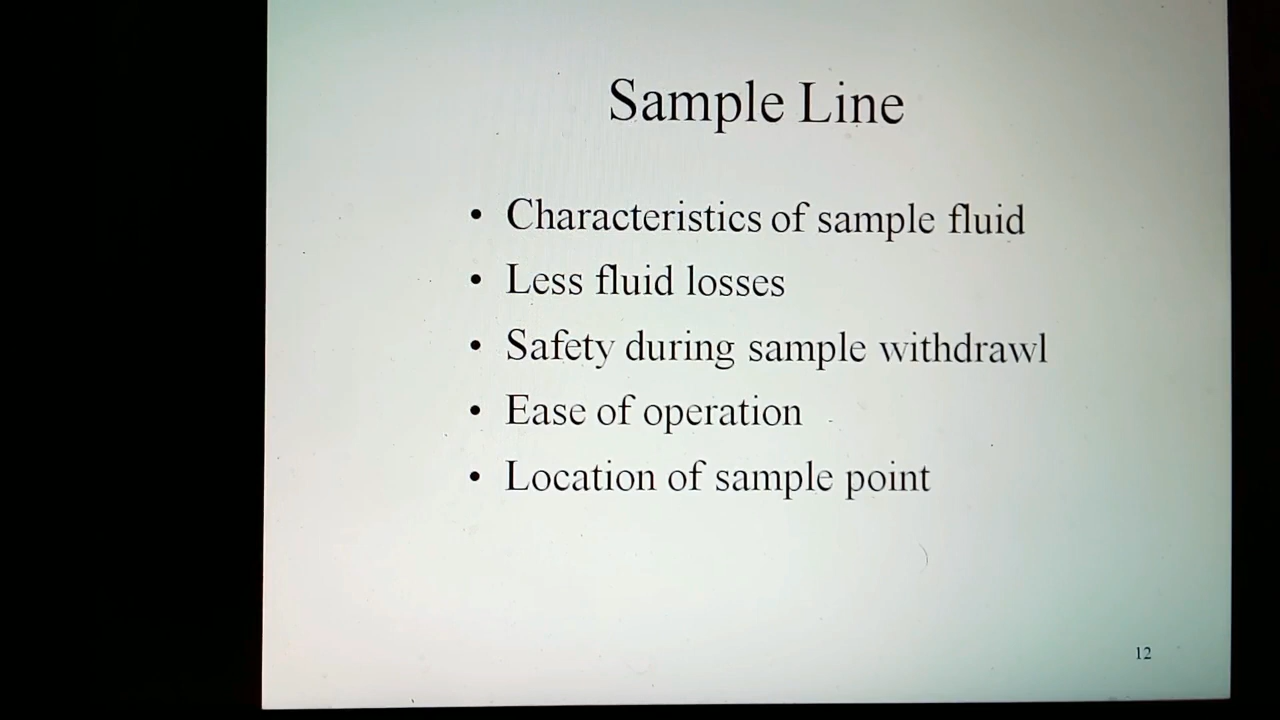 Sample Line
• Characteristics of sample fluid
• Less fluid losses
• Safety during sample withdrawl
• Ease of operation
• Location of sample point
12